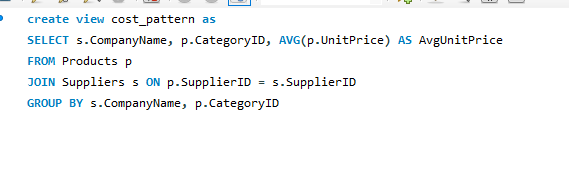 create view cost_pattern as
SELECT s.CompanyName, p.CategoryID, AVG(p.UnitPrice) AS AvgUnitPrice
FROM Products p
JOIN Suppliers s ON p.SupplierID = s.SupplierID
GROUP BY s.CompanyName, p.CategoryID